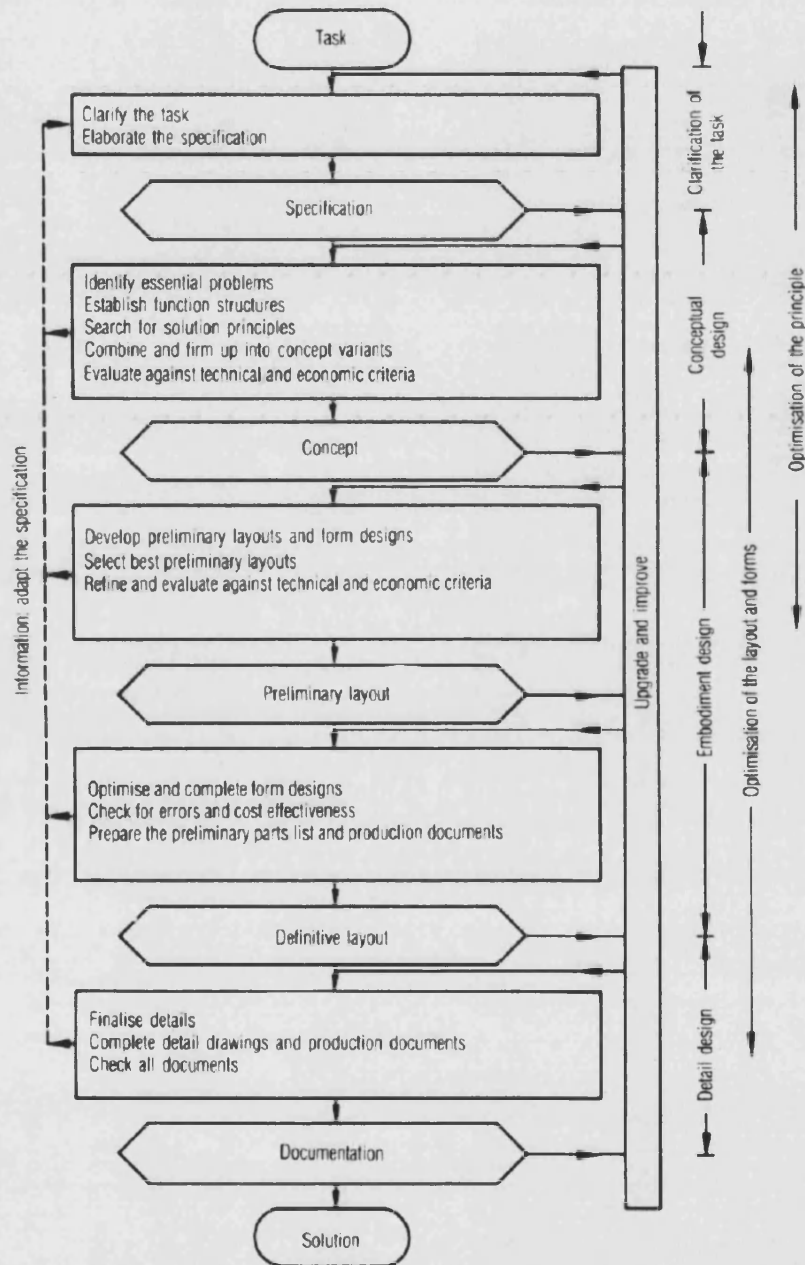 Task
Clarify the task
Elaborate the specification
Specification
Identify essential problems
Establish function structures
Search for solution principles
Combine and firm up into concept variants
Evaluate against technical and economic criteria
Concept
Develop preliminary layouts and form designs
Select best preliminary layouts
Refine and evaluate against technical and economic criteria
Preliminary layout
Optimise and complete form designs
Check for errors and cost effectiveness
Prepare the preliminary parts list and production documents
Definitive layout
Finalise details
Complete detail drawings and production documents
Check all documents
Documentation
Solution
Information: adapt the specification
Upgrade and improve
Clarification of
the task
Conceptual
design
Embodiment design
Detail design
Optimisation of the layout and forms
Optimisation of the principle